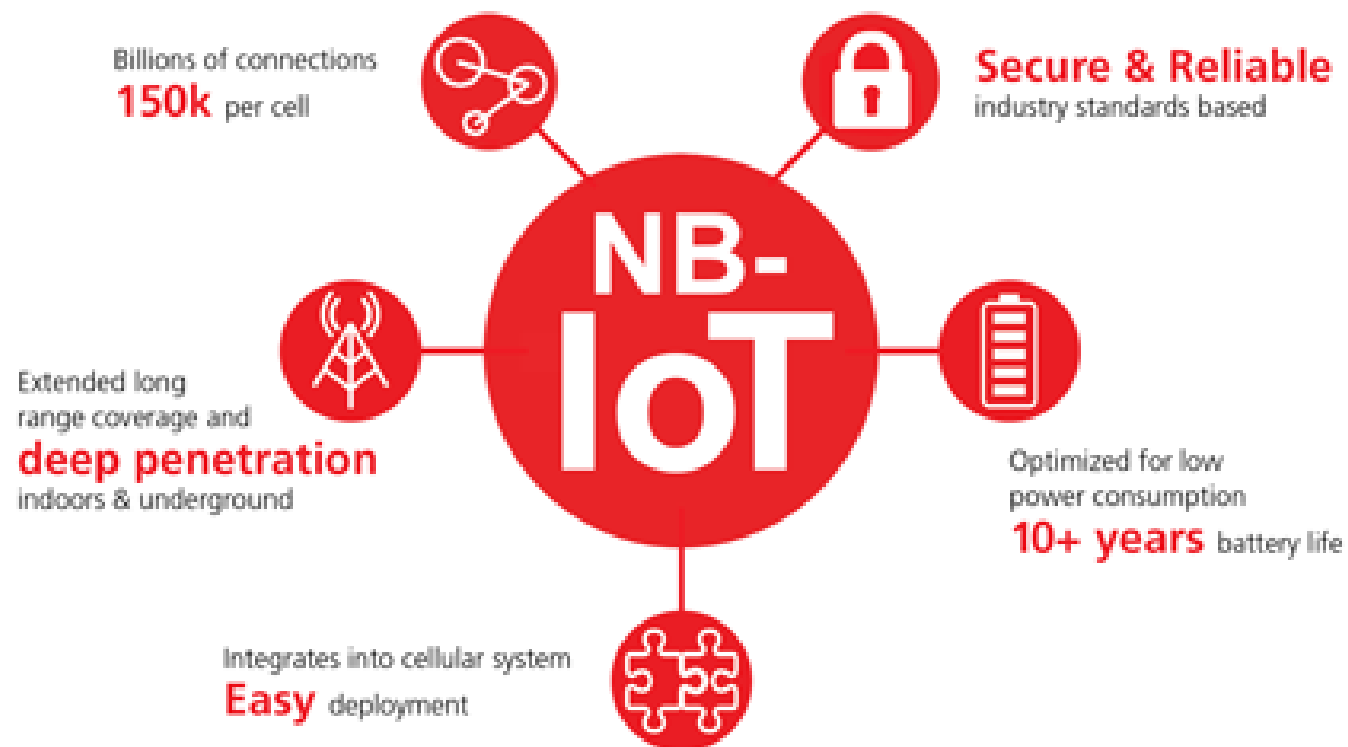 Billions of connections
150k per cell
Secure & Reliable
industry standards based
NB-
IoT
Extended long
range coverage and
deep penetration
indoors & underground
Optimized for low
power consumption
10+ years battery life
Integrates into cellular system
Easy deployment